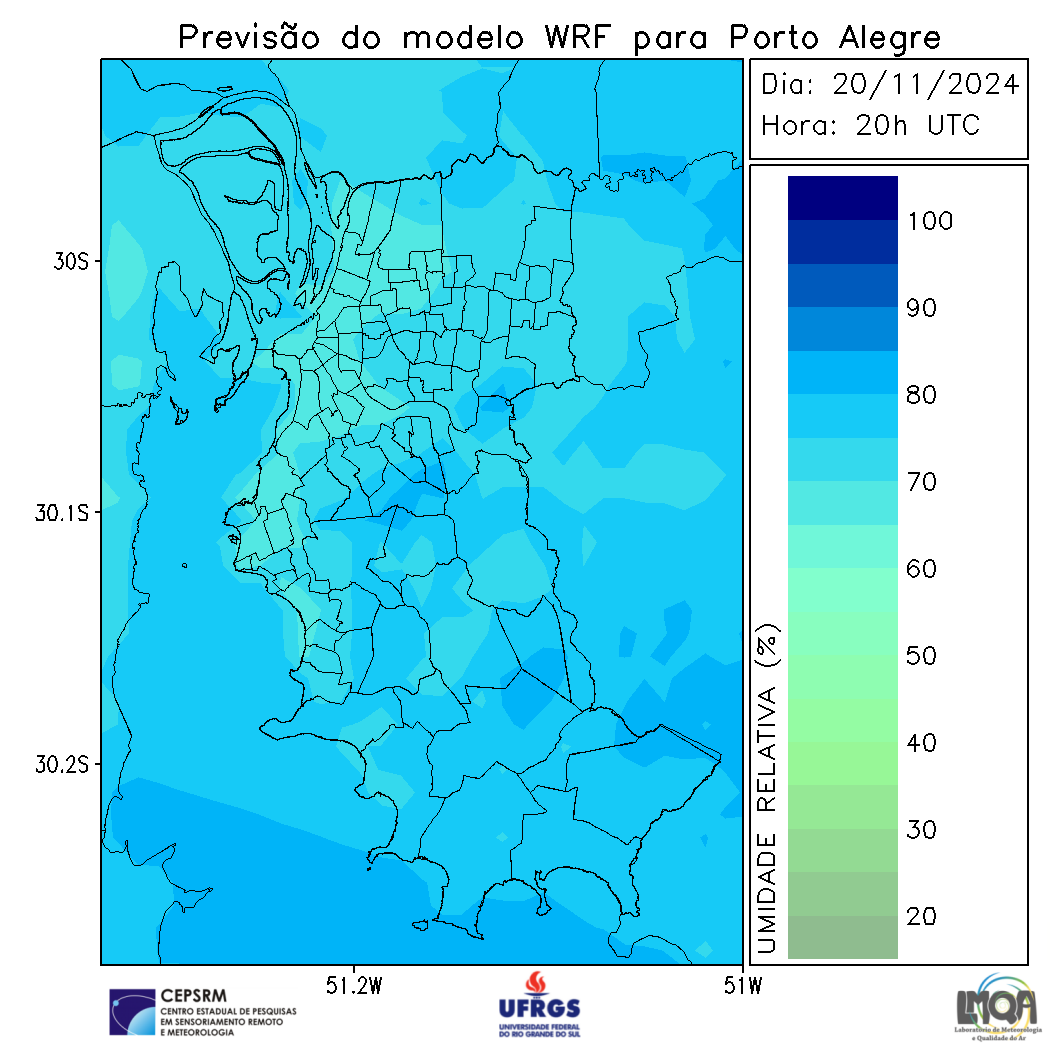 Previsão do modelo WRF para Porto Alegre
Dia: 20/11/2024
Hora: 20h UTC
30S
30.1S
30.2S
51.2W
51W
UMIDADE RELATIVA (%)
100
90
80
70
60
50
40
30
20
CEPSRM
CENTRO ESTADUAL DE PESQUISAS
EM SENSORIAMENTO REMOTO
E METEOROLOGIA
UFRGS
UNIVERSIDADE FEDERAL
DO RIO GRANDE DO SUL
LMQA
Laboratório de Meteorologia
e Qualidade do Ar